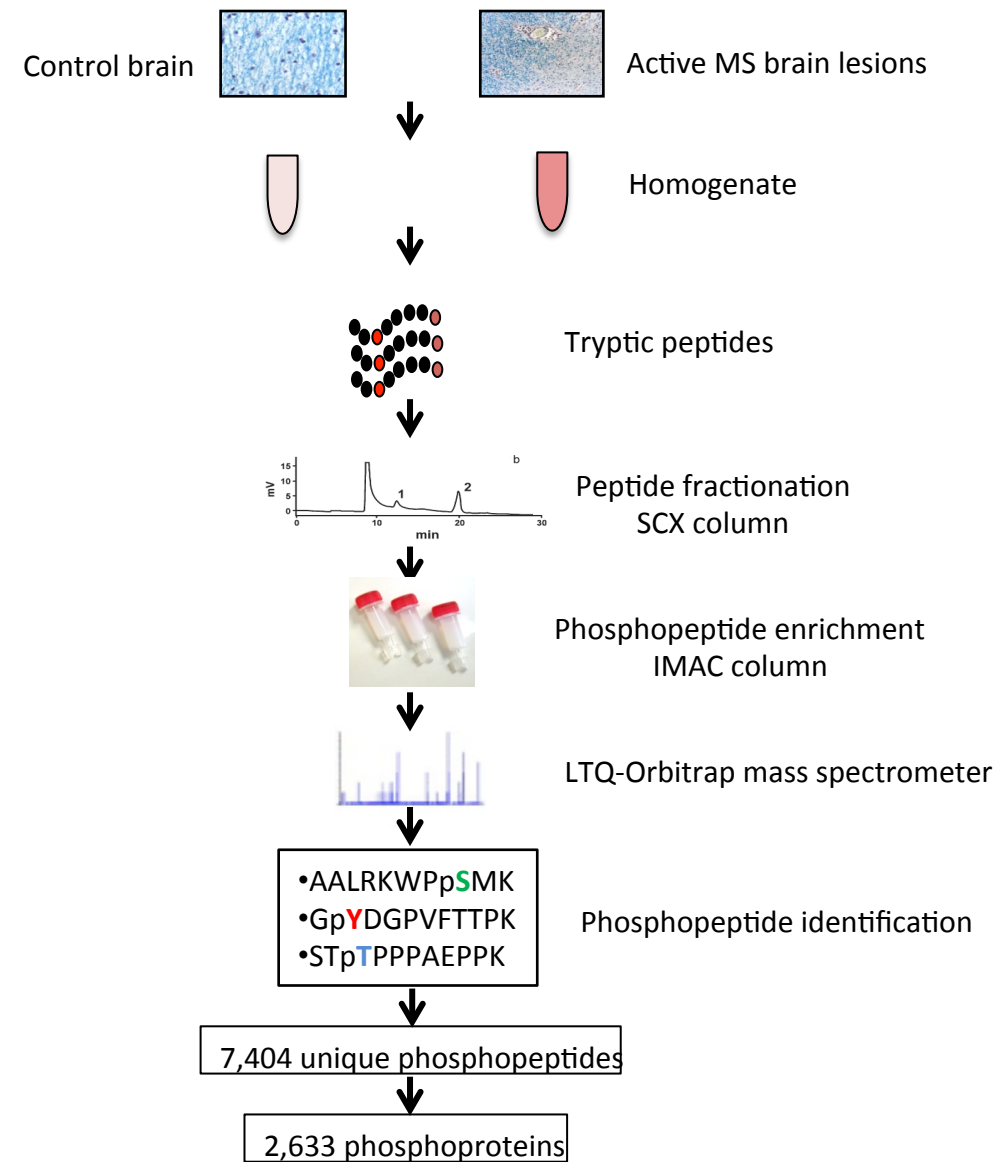 Control brain
Active MS brain lesions
Homogenate
Tryptic peptides
b
15
10
5
0
mV
1
2
0
10
20
30
min
Peptide fractionation
SCX column
Phosphopeptide enrichment
IMAC column
LTQ-Orbitrap mass spectrometer
•AALRKWPpSMK
•GpYDGPVFTTPK
•STpTPPPAEPPK
Phosphopeptide identification
7,404 unique phosphopeptides
2,633 phosphoproteins